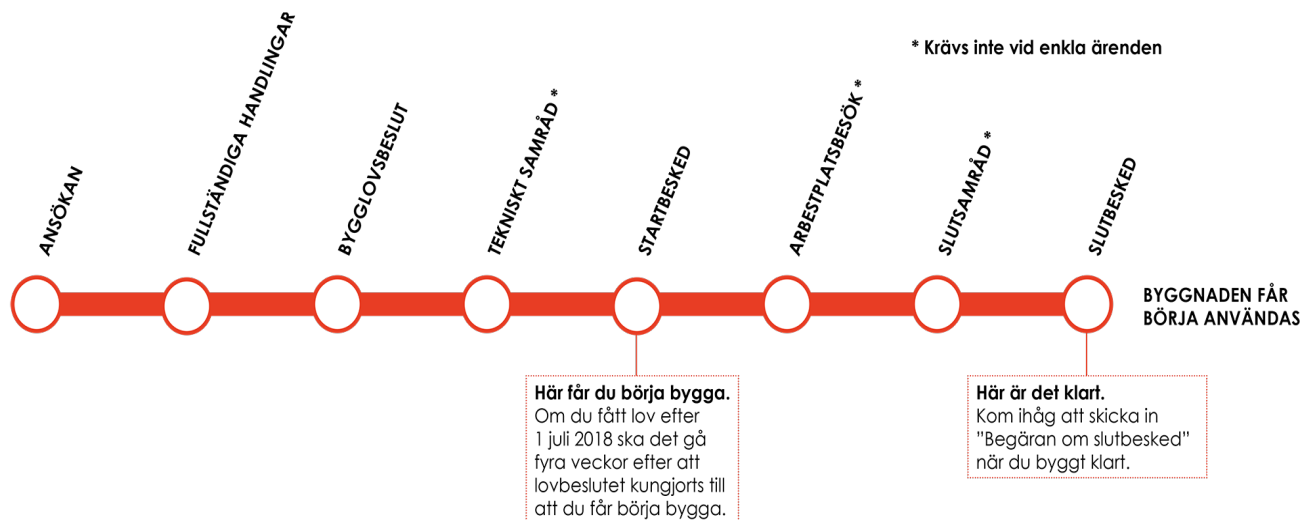 * Krävs inte vid enkla ärenden
ANSÖKAN
FULLSTÄNDIGA HANDLINGAR
BYGGLOVSBESLUT
TEKNISKT SAMRÅD *
STARTBESKED
ARBESTPLATSBESÖK *
SLUTSAMRÅD *
SLUTBESKED
BYGGNADEN FÅR
BÖRJA ANVÄNDAS
Här får du börja bygga.
Om du fått lov efter
1 juli 2018 ska det gå
fyra veckor efter att
lovbeslutet kungjorts till
att du får börja bygga.
Här är det klart.
Kom ihåg att skicka in
”Begäran om slutbesked”
när du byggt klart.